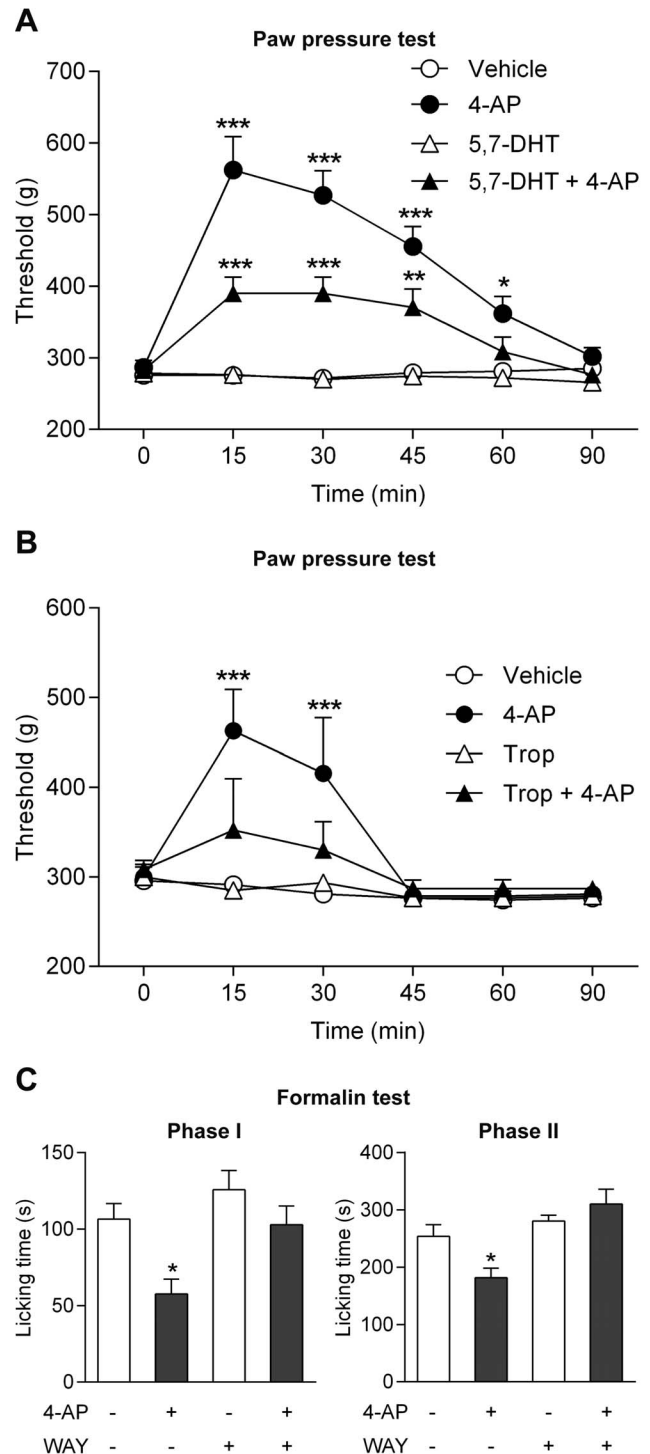 A
Paw pressure test
700
600
500
400
300
200
Threshold (g)
Vehicle
4-AP
5,7-DHT
5,7-DHT + 4-AP
***
***
***
*
***
***
**
0 15 30 45 60 90
Time (min)
B
Paw pressure test
600
500
400
300
200
Threshold (g)
Vehicle
4-AP
Trop
Trop + 4-AP
***
***
0 15 30 45 60 90
Time (min)
C
Formalin test
Phase I
150
100
50
0
Licking time (s)
*
4-AP - + - +
WAY - - + +
Phase II
400
300
200
100
0
Licking time (s)
*
- + - +
- - + +